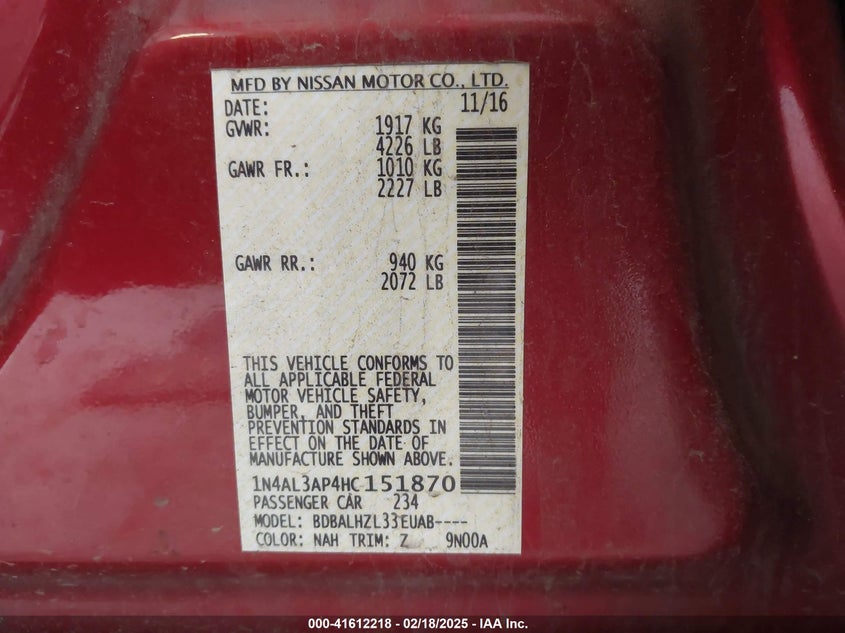 MFD BY NISSAN MOTOR CO., LTD.
DATE: 11/16
GVWR: 1917 KG
4226 LB
GAWR FR.: 1010 KG
2227 LB
GAWR RR.: 940 KG
2072 LB
THIS VEHICLE CONFORMS TO
ALL APPLICABLE FEDERAL
MOTOR VEHICLE SAFETY,
BUMPER, AND THEFT
PREVENTION STANDARDS IN
EFFECT ON THE DATE OF
MANUFACTURE SHOWN ABOVE.
1N4AL3AP4HC151870
PASSENGER CAR 234
MODEL: BDBALHZL33EUAB----
COLOR: NAH TRIM: Z 9N00A
000-41612218 - 02/18/2025 - IAA Inc.